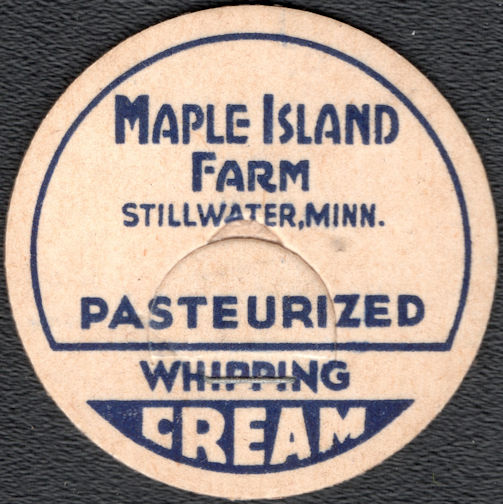 MAPLE ISLAND
FARM
STILLWATER, MINN.
PASTEURIZED
WHIPPING
CREAM